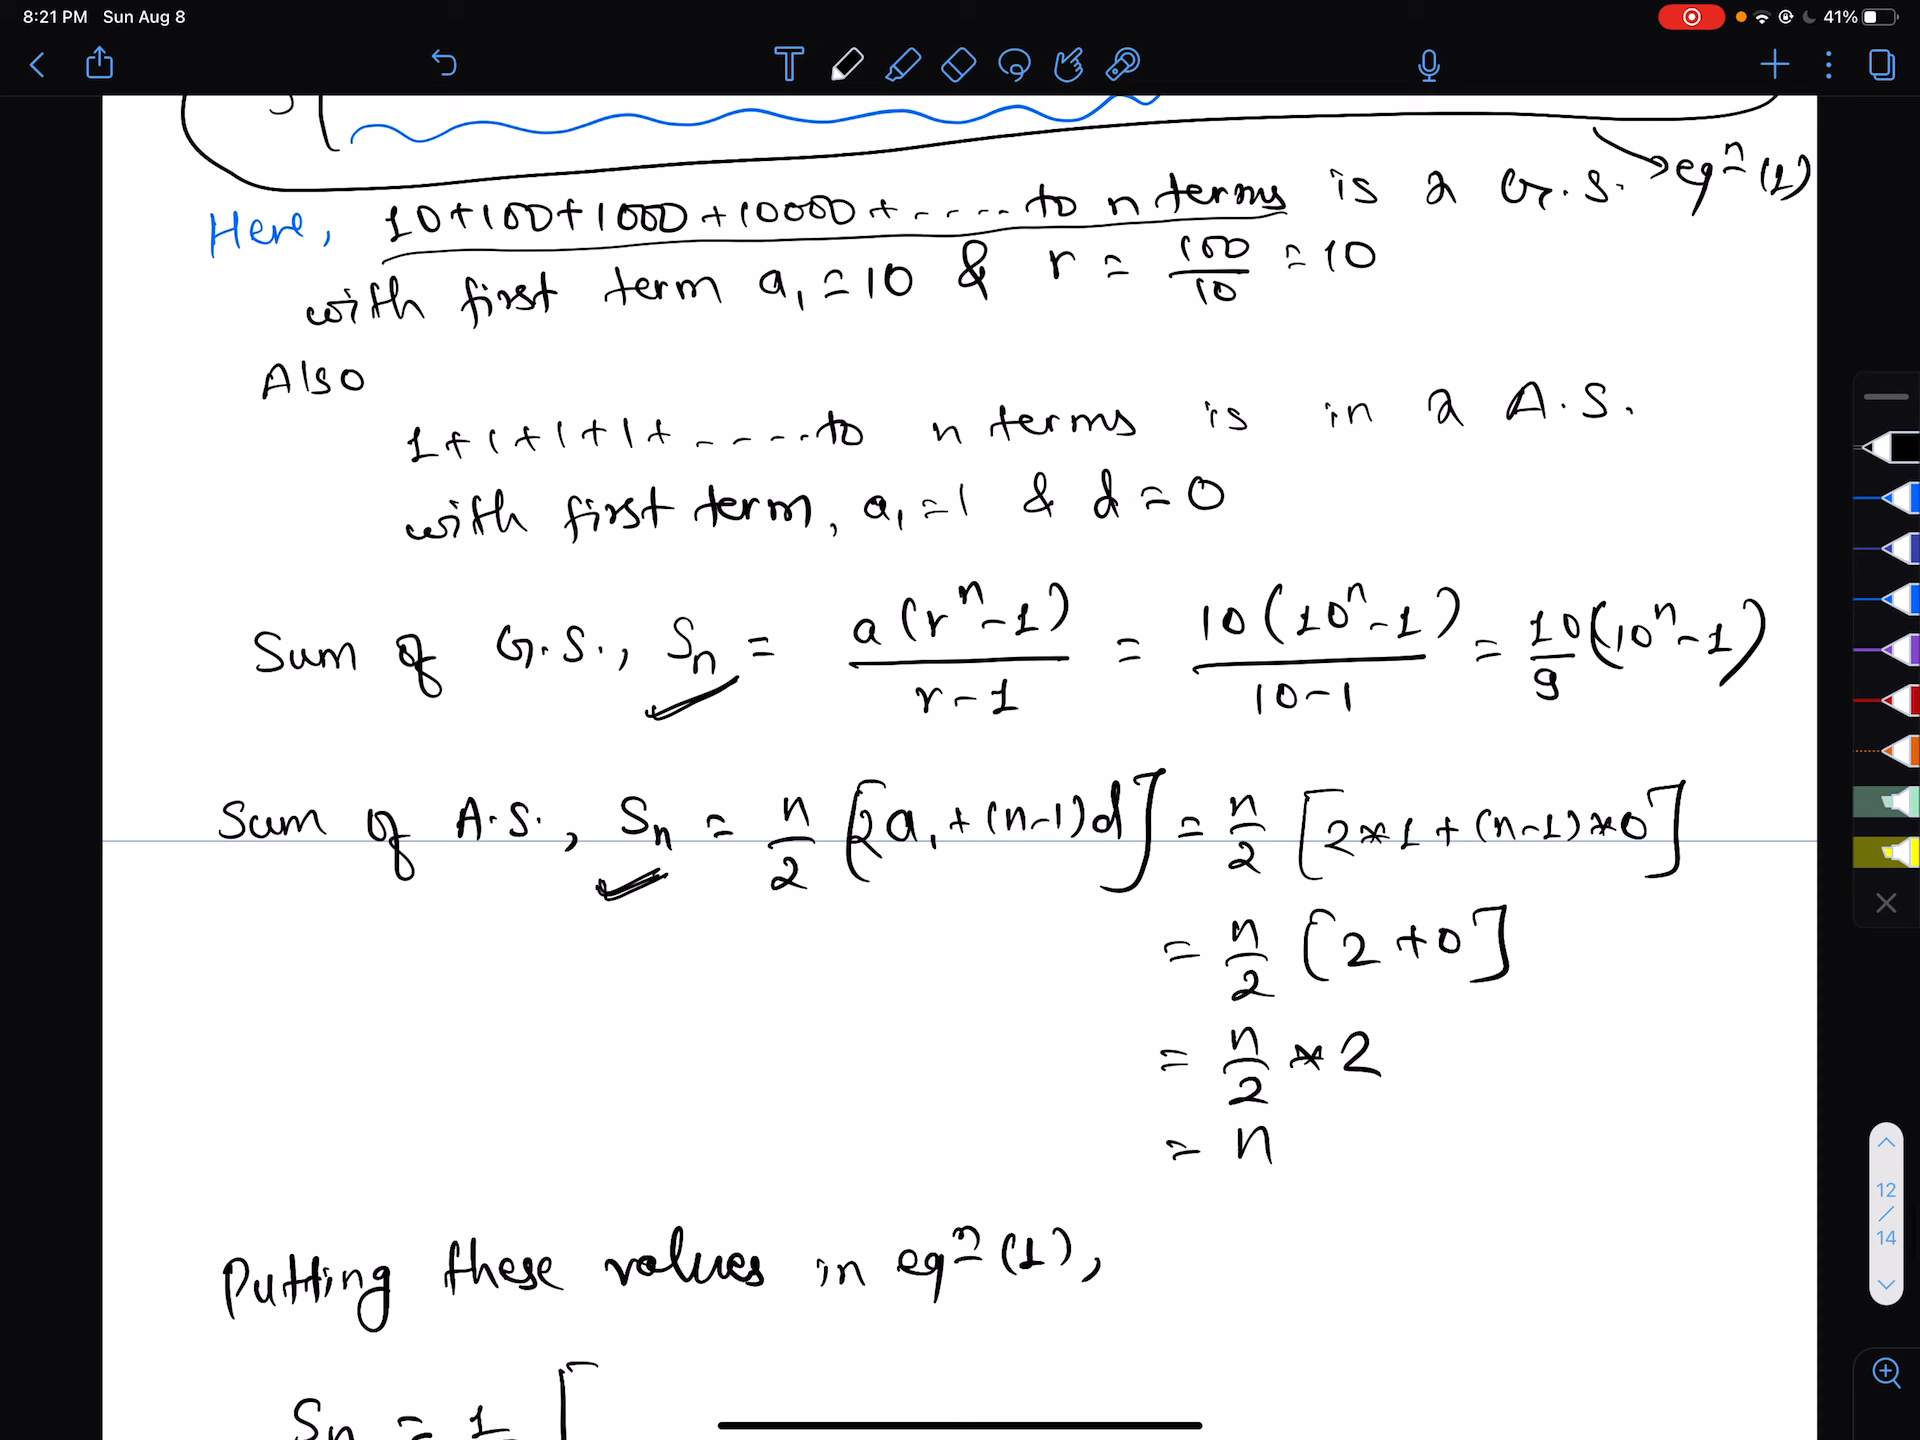 8:21 PM Sun Aug 8
41%
eqⁿ (1)
Here, 10+100+1000+10000+.....to n terms is a G.S.
with first term a₁=10 & r = 100/10 = 10
Also
1+1+1+1+.....to n terms is in a A.S.
with first term, a₁=1 & d=0
Sum of G.S., Sn = a(rⁿ-1)/r-1 = 10(10ⁿ-1)/10-1 = 10/9(10ⁿ-1)
Sum of A.S., Sn = n/2 [2a₁+(n-1)d] = n/2 [2*1+(n-1)*0]
= n/2 [2+0]
= n/2 * 2
= n
Putting these values in eqⁿ (1),
Sn = 1 [
12
/
14